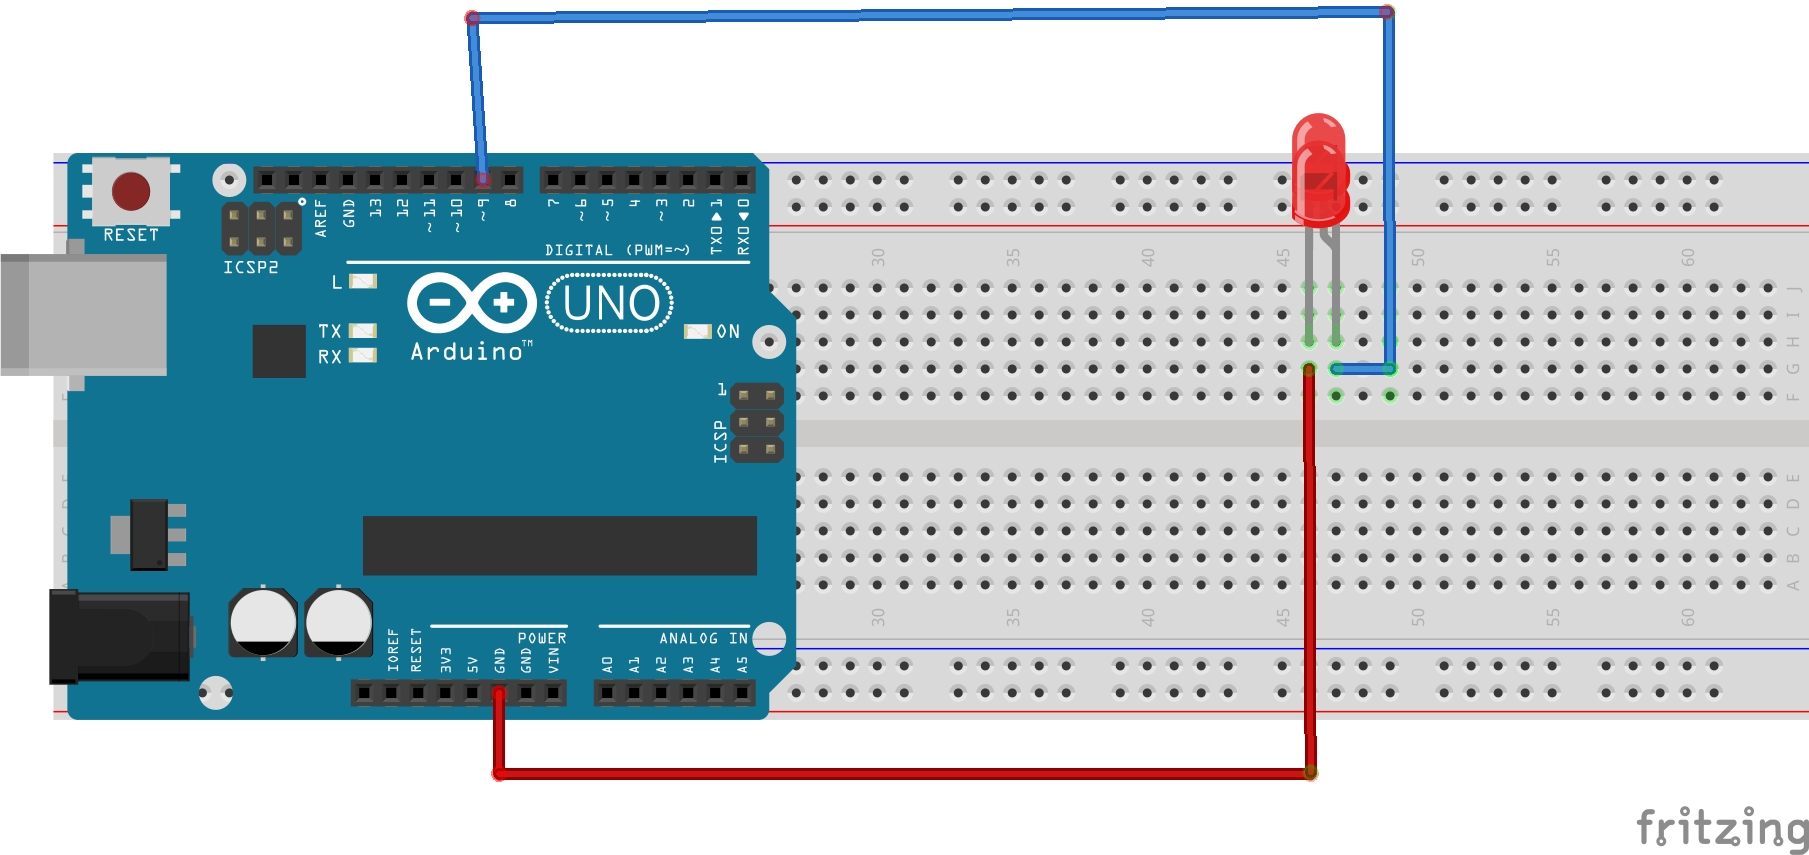 RESET
ICSP2
AREF
GND
13
12
~11
~10
~9
8
7
~6
~5
4
~3
2
TX0▶1
RX0◀0
DIGITAL (PWM=~)
L
TX
RX
UNO
Arduino™
ON
1
ICSP
IOREF
RESET
3V3
5V
GND
GND
VIN
POWER
ANALOG IN
A0
A1
A2
A3
A4
A5
30
35
40
45
50
55
60
J
I
H
G
F
E
D
C
B
A
30
35
40
45
50
55
60
fritzing